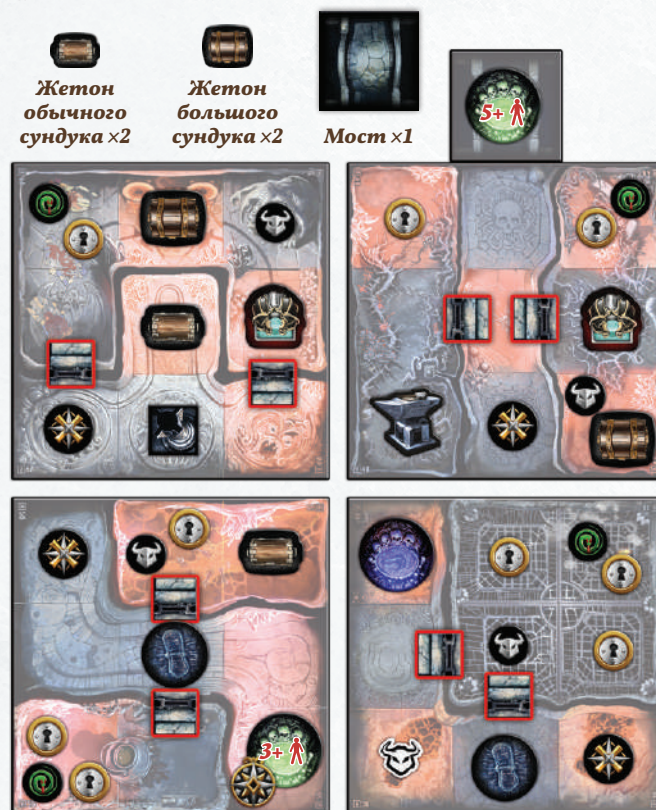 Жетон
обычного
сундука ×2
Жетон
большого
сундука ×2
Мост ×1
5+
3+